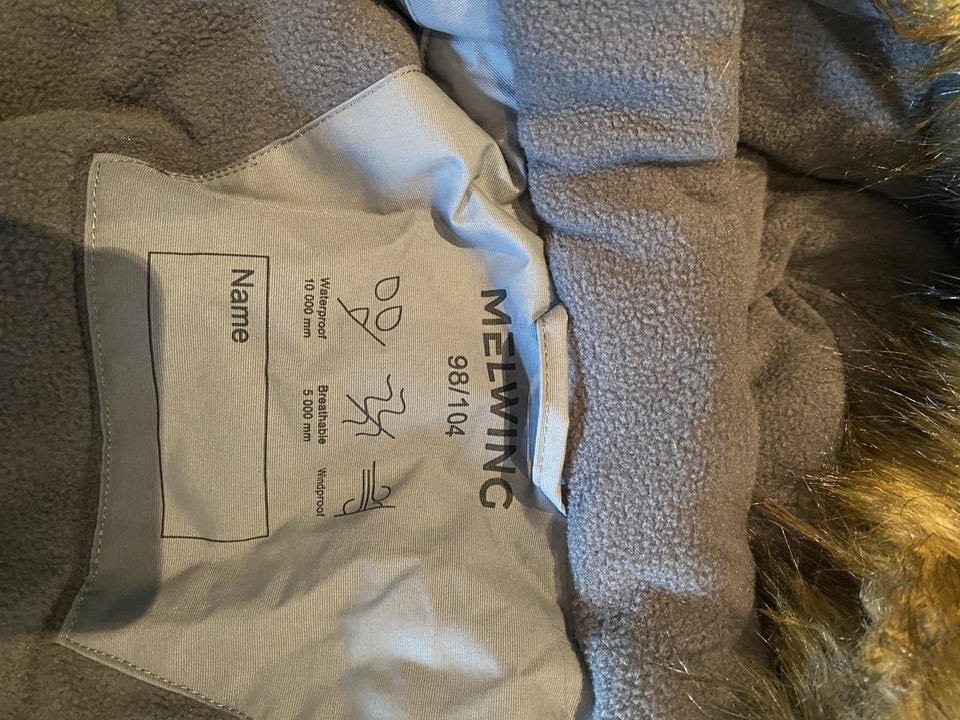 MELWING
98/104
Waterproof
10 000 mm
Breathable
5 000 mm
Windproof
Name